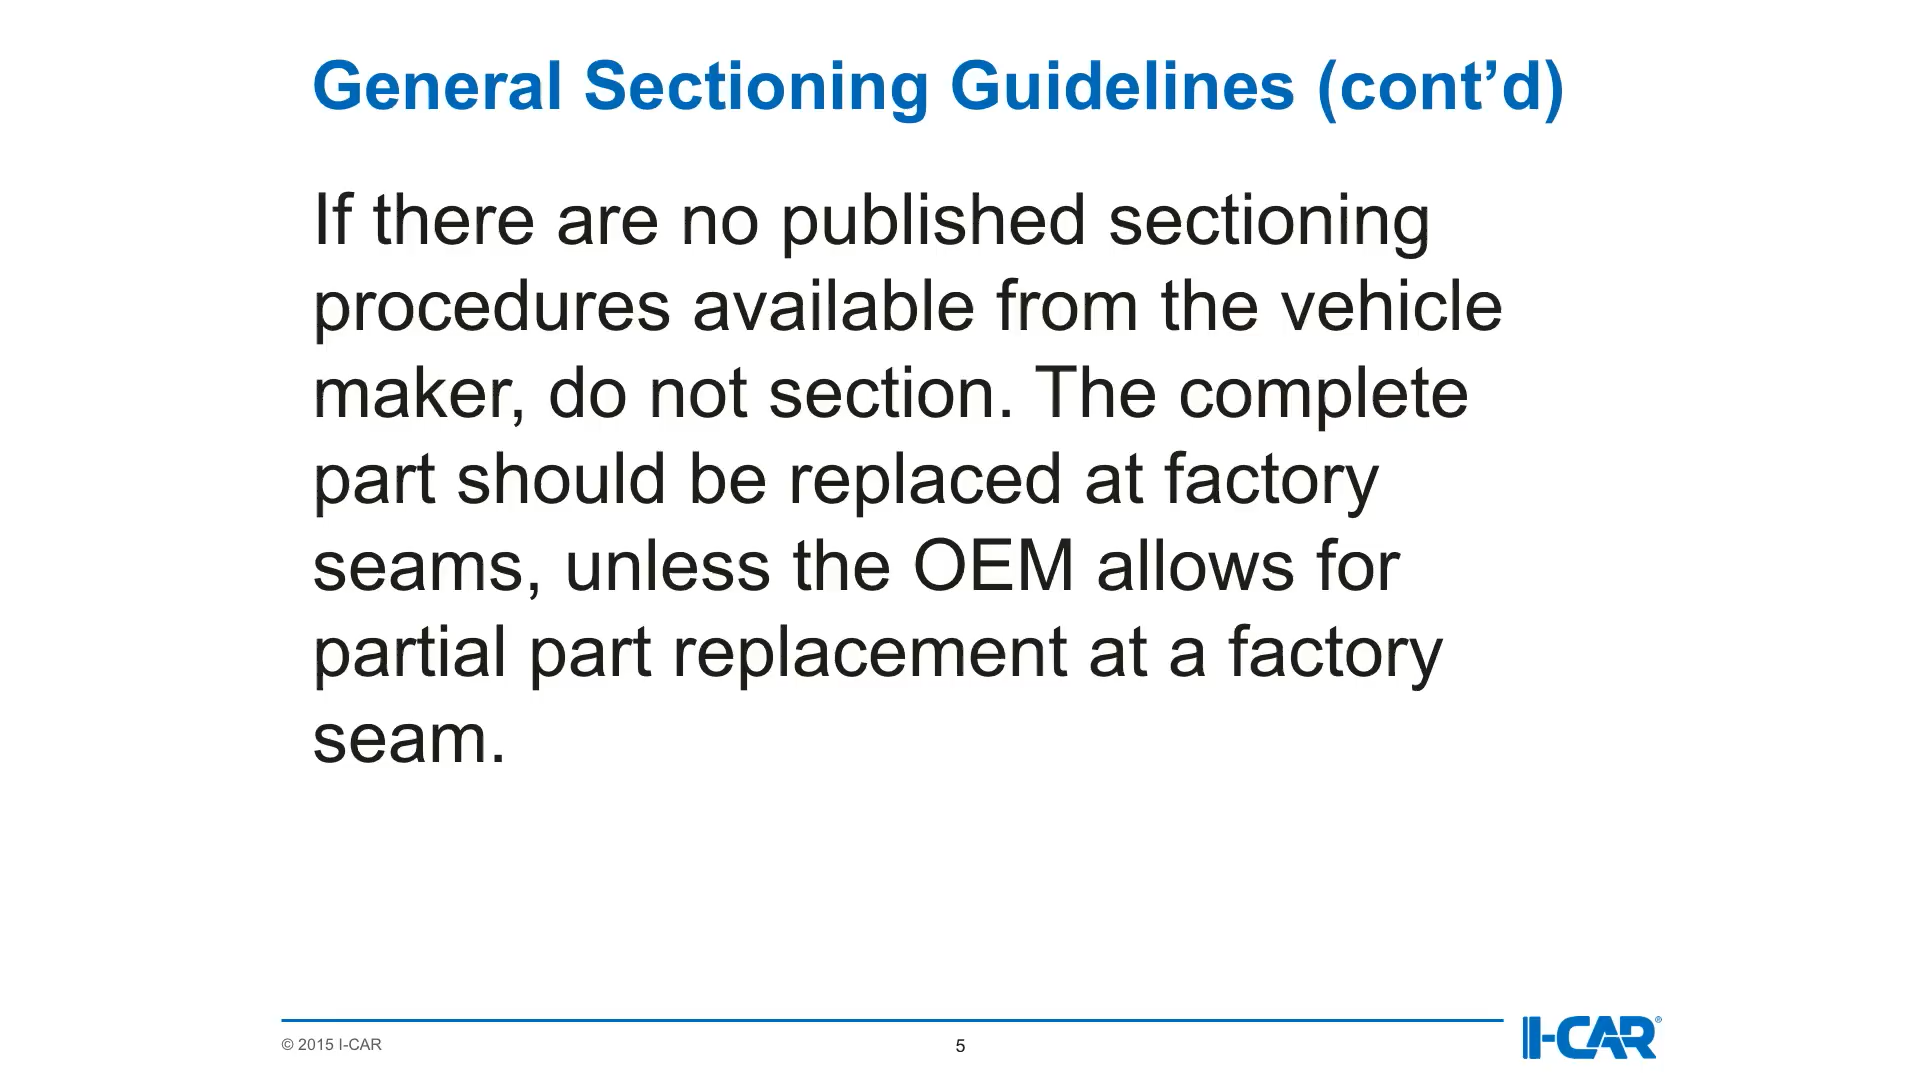 General Sectioning Guidelines (cont’d)
If there are no published sectioning
procedures available from the vehicle
maker, do not section. The complete
part should be replaced at factory
seams, unless the OEM allows for
partial part replacement at a factory
seam.
© 2015 I-CAR
5
I-CAR®